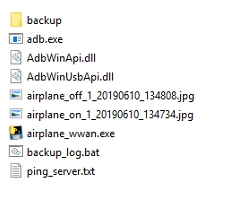 backup
adb.exe
AdbWinApi.dll
AdbWinUsbApi.dll
airplane_off_1_20190610_134808.jpg
airplane_on_1_20190610_134734.jpg
airplane_wwan.exe
backup_log.bat
ping_server.txt